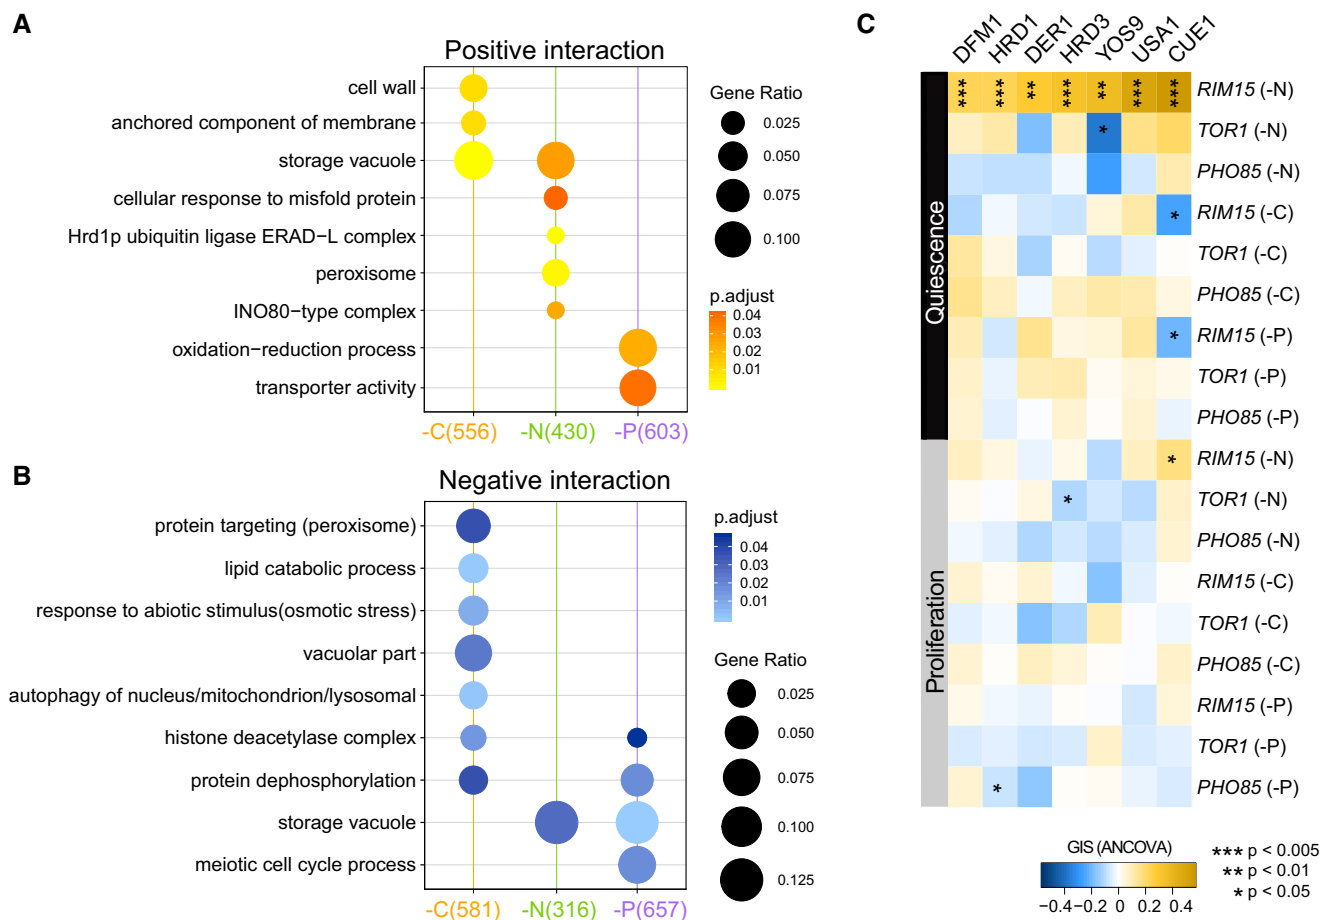 A
Positive interaction
cell wall
anchored component of membrane
storage vacuole
cellular response to misfold protein
Hrd1p ubiquitin ligase ERAD−L complex
peroxisome
INO80−type complex
oxidation−reduction process
transporter activity
-C(556)
-N(430)
-P(603)
Gene Ratio
0.025
0.050
0.075
0.100
p.adjust
0.04
0.03
0.02
0.01
B
Negative interaction
protein targeting (peroxisome)
lipid catabolic process
response to abiotic stimulus(osmotic stress)
vacuolar part
autophagy of nucleus/mitochondrion/lysosomal
histone deacetylase complex
protein dephosphorylation
storage vacuole
meiotic cell cycle process
-C(581)
-N(316)
-P(657)
p.adjust
0.04
0.02
0.01
Gene Ratio
0.025
0.050
0.075
0.100
0.125
C
DFM1
HRD1
DER1
HRD3
YOS9
USA1
CUE1
Quiescence
Proliferation
*** *** ** *** ** *** *** RIM15 (-N)
* TOR1 (-N)
PHO85 (-N)
* RIM15 (-C)
TOR1 (-C)
PHO85 (-C)
* RIM15 (-P)
TOR1 (-P)
PHO85 (-P)
* RIM15 (-N)
* TOR1 (-N)
PHO85 (-N)
RIM15 (-C)
TOR1 (-C)
PHO85 (-C)
RIM15 (-P)
TOR1 (-P)
* PHO85 (-P)
GIS (ANCOVA)
−0.4 −0.2 0 0.2 0.4
*** p < 0.005
** p < 0.01
* p < 0.05